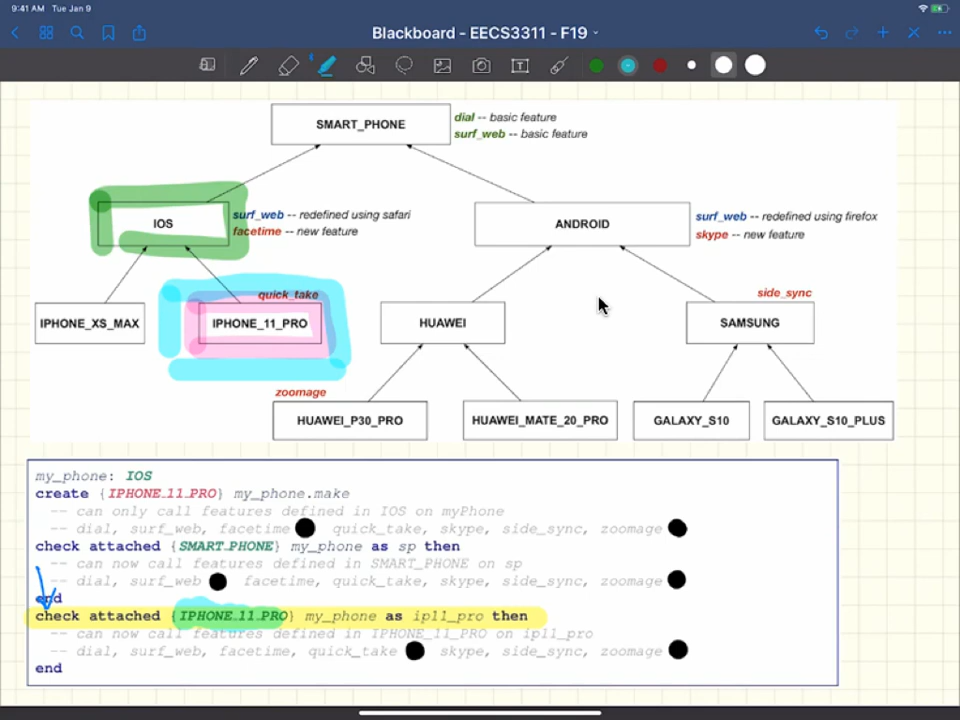 9:41 AM Tue Jan 9
Blackboard - EECS3311 - F19
SMART_PHONE
dial -- basic feature
surf_web -- basic feature
IOS
surf_web -- redefined using safari
facetime -- new feature
ANDROID
surf_web -- redefined using firefox
skype -- new feature
quick_take
side_sync
IPHONE_XS_MAX
IPHONE_11_PRO
HUAWEI
SAMSUNG
zoomage
HUAWEI_P30_PRO
HUAWEI_MATE_20_PRO
GALAXY_S10
GALAXY_S10_PLUS
my_phone: IOS
create {IPHONE_11_PRO} my_phone.make
-- can only call features defined in IOS on myPhone
-- dial, surf_web, facetime quick_take, skype, side_sync, zoomage
check attached {SMART_PHONE} my_phone as sp then
-- can now call features defined in SMART_PHONE on sp
-- dial, surf_web facetime, quick_take, skype, side_sync, zoomage
end
check attached {IPHONE_11_PRO} my_phone as ip11_pro then
-- can now call features defined in IPHONE_11_PRO on ip11_pro
-- dial, surf_web, facetime, quick_take skype, side_sync, zoomage
end